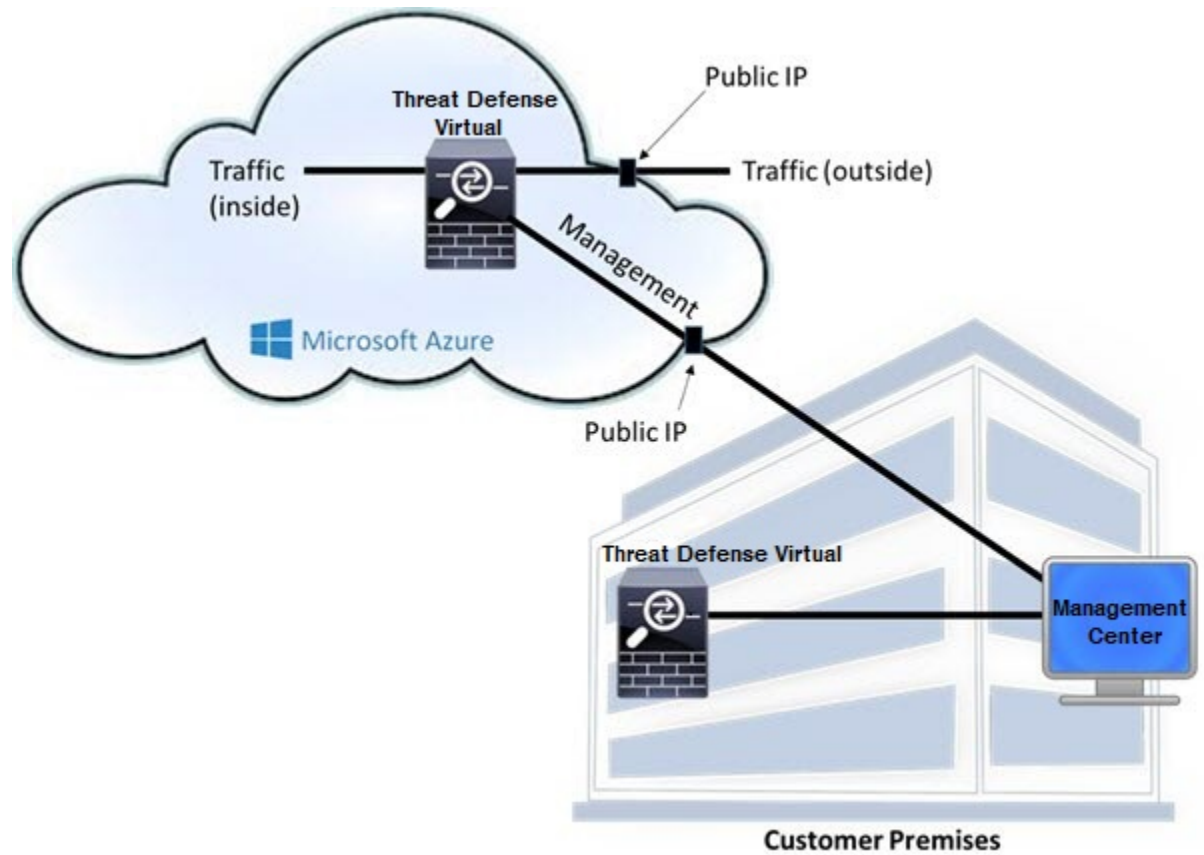 Public IP
Threat Defense
Virtual
Traffic
(inside)
Traffic (outside)
Management
Microsoft Azure
Public IP
Threat Defense Virtual
Management
Center
Customer Premises